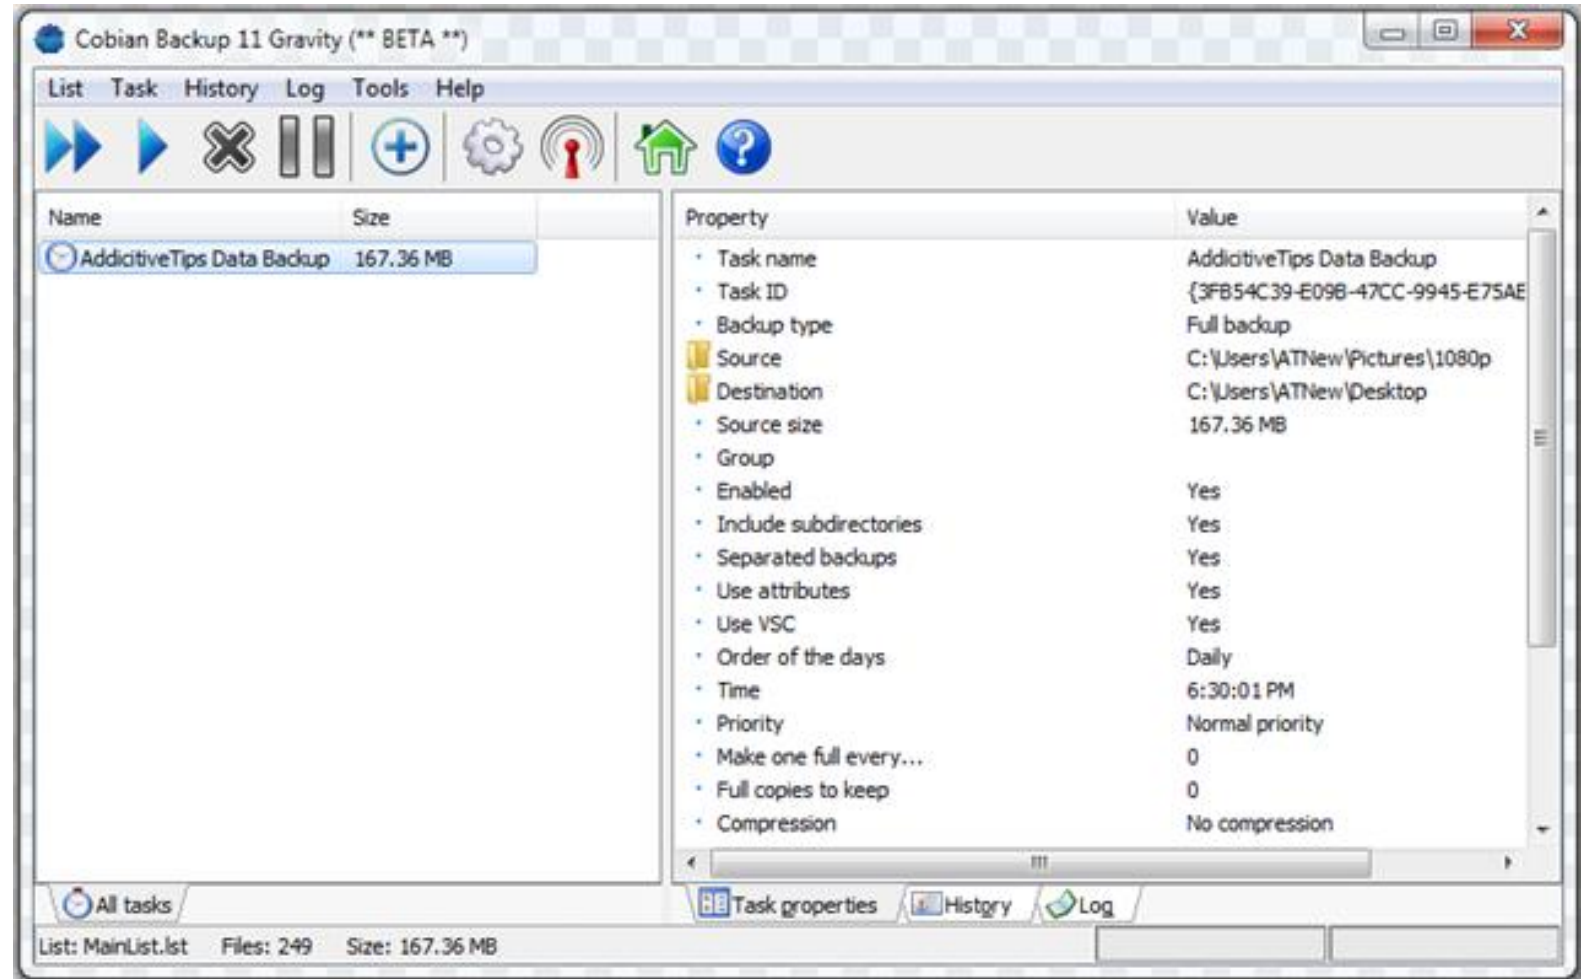 Cobian Backup 11 Gravity (** BETA **)
List Task History Log Tools Help
Name Size
AddicitiveTips Data Backup 167.36 MB
Property Value
Task name AddicitiveTips Data Backup
Task ID {3FB54C39-E09B-47CC-9945-E75AE
Backup type Full backup
Source C:\Users\ATNew\Pictures\1080p
Destination C:\Users\ATNew\Desktop
Source size 167.36 MB
Group
Enabled Yes
Include subdirectories Yes
Separated backups Yes
Use attributes Yes
Use VSC Yes
Order of the days Daily
Time 6:30:01 PM
Priority Normal priority
Make one full every... 0
Full copies to keep 0
Compression No compression
All tasks
Task properties History Log
List: MainList.lst Files: 249 Size: 167.36 MB